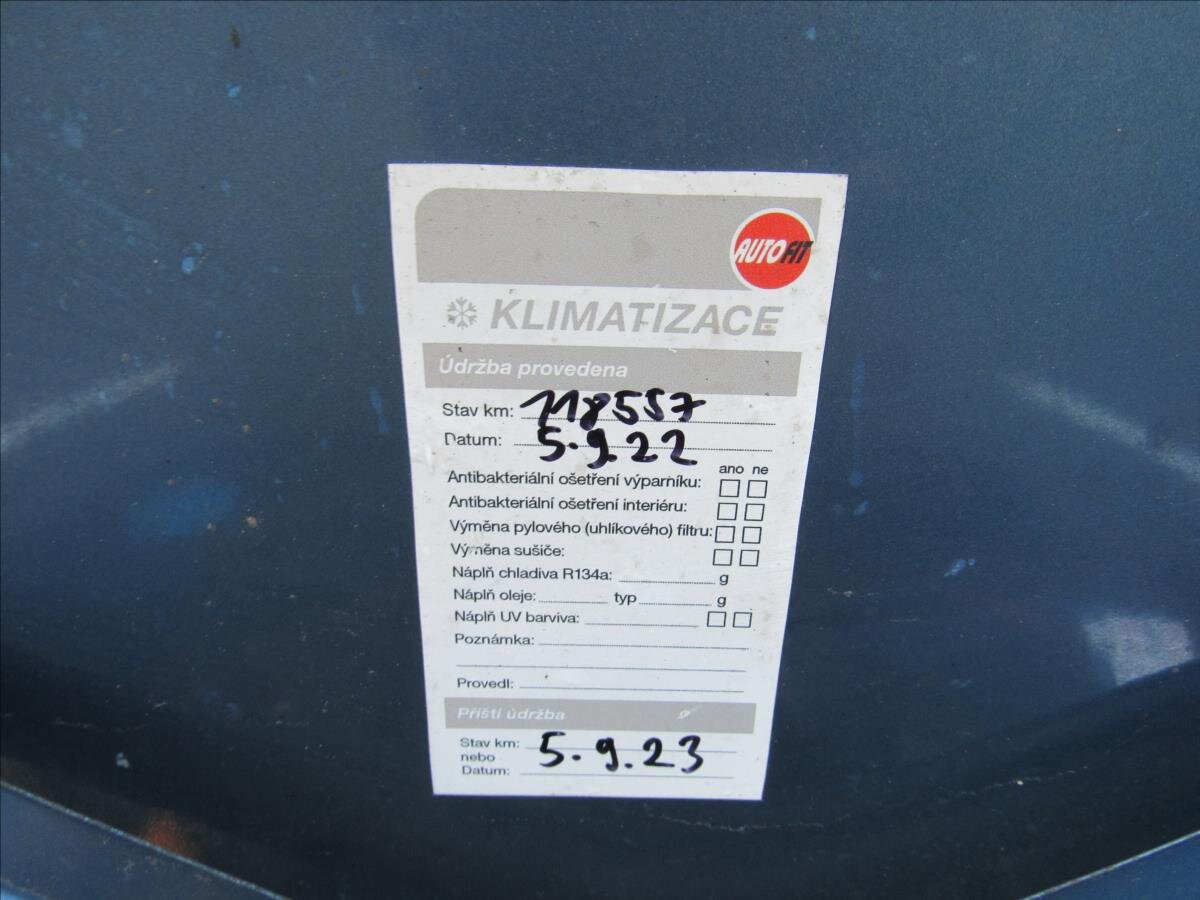 AUTOFIT
KLIMATIZACE
Údržba provedena
Stav km: 118557
Datum: 5.9.22
ano ne
Antibakteriální ošetření výparníku:
Antibakteriální ošetření interiéru:
Výměna pylového (uhlíkového) filtru:
Výměna sušiče:
Náplň chladiva R134a: g
Náplň oleje: typ g
Náplň UV barviva:
Poznámka:
Provedl:
Příští údržba
Stav km: 5.9.23
nebo
Datum: